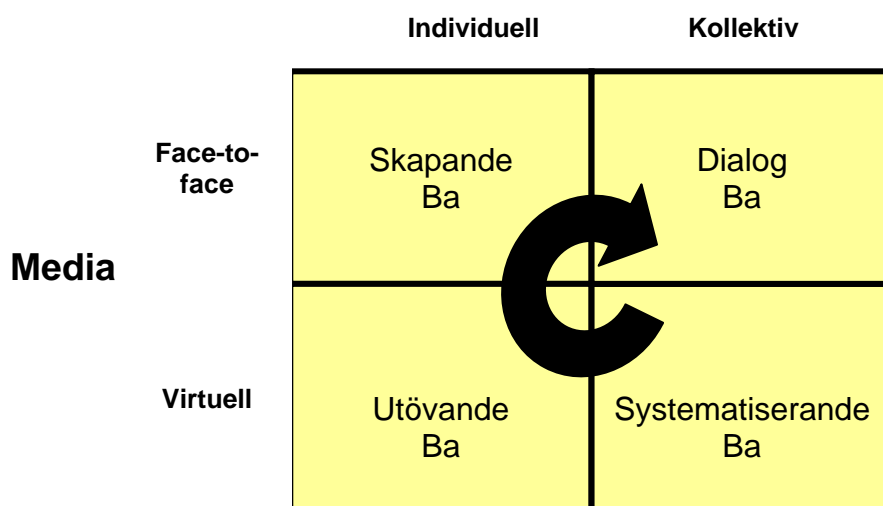 Individuell Kollektiv
Face-to-
face
Skapande
Ba
Dialog
Ba
Media
Virtuell
Utövande
Ba
Systematiserande
Ba